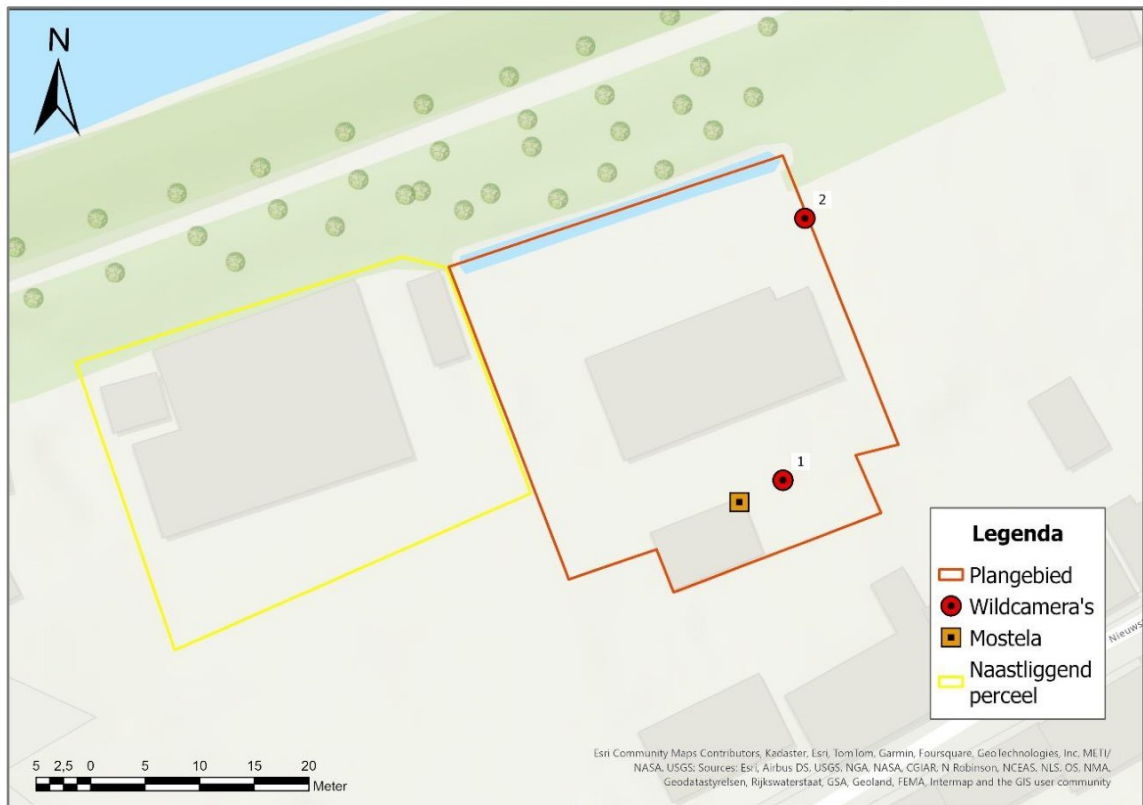 N
2
1
Legenda
Plangebied
Wildcamera's
Mostela
Naastliggend
perceel
5 2,5 0 5 10 15 20
Meter
Esri Community Maps Contributors, Kadaster, Esri, TomTom, Garmin, Foursquare, GeoTechnologies, Inc, METI/
NASA, USGS; Sources: Esri, Airbus DS, USGS, NGA, NASA, CGIAR, N Robinson, NCEAS, NLS, OS, NMA,
Geodatastyrelsen, Rijkswaterstaat, GSA, Geoland, FEMA, Intermap and the GIS user community